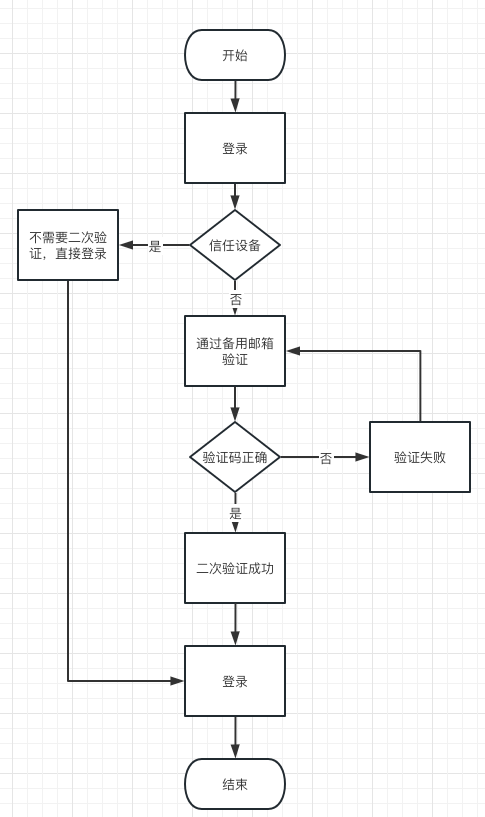 开始
登录
不需要二次验
证，直接登录
是
信任设备
否
通过备用邮箱
验证
验证码正确
否
验证失败
是
二次验证成功
登录
结束